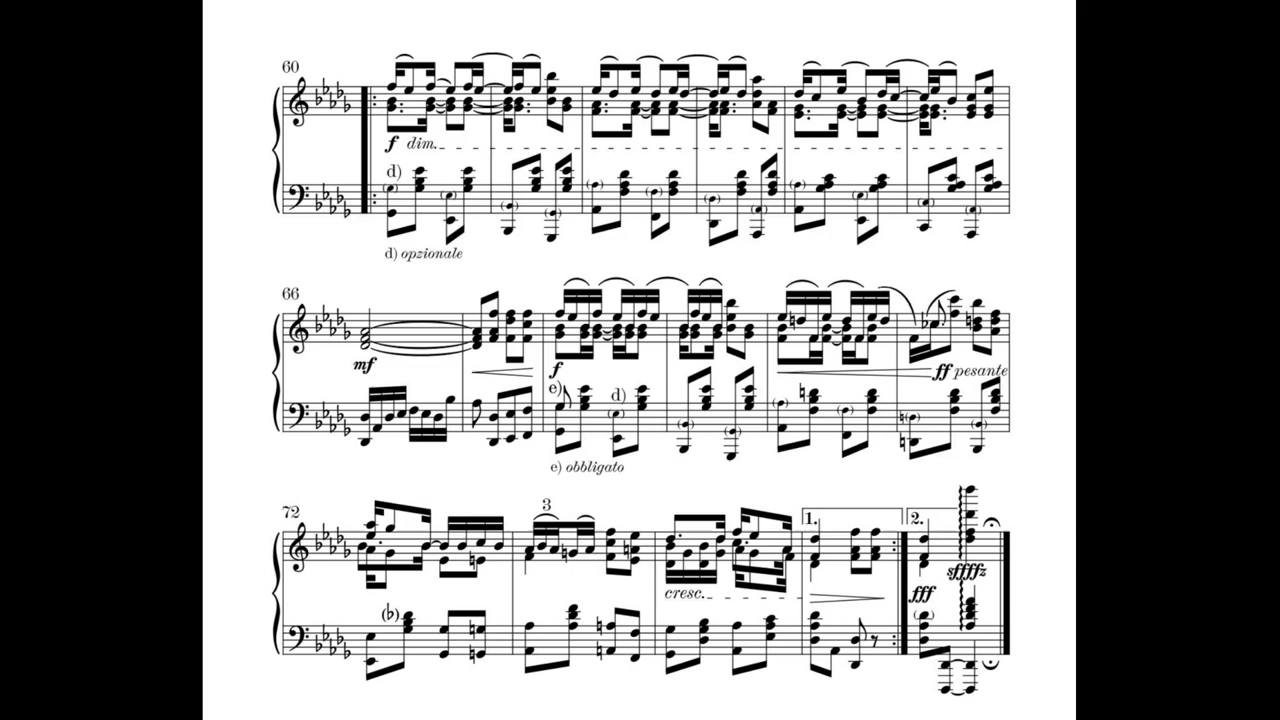 60
f dim.
d)
d) opzionale
66
mf
f
ff pesante
e)
d)
e) obbligato
72
3
1.
2.
cresc.
sffffz
fff